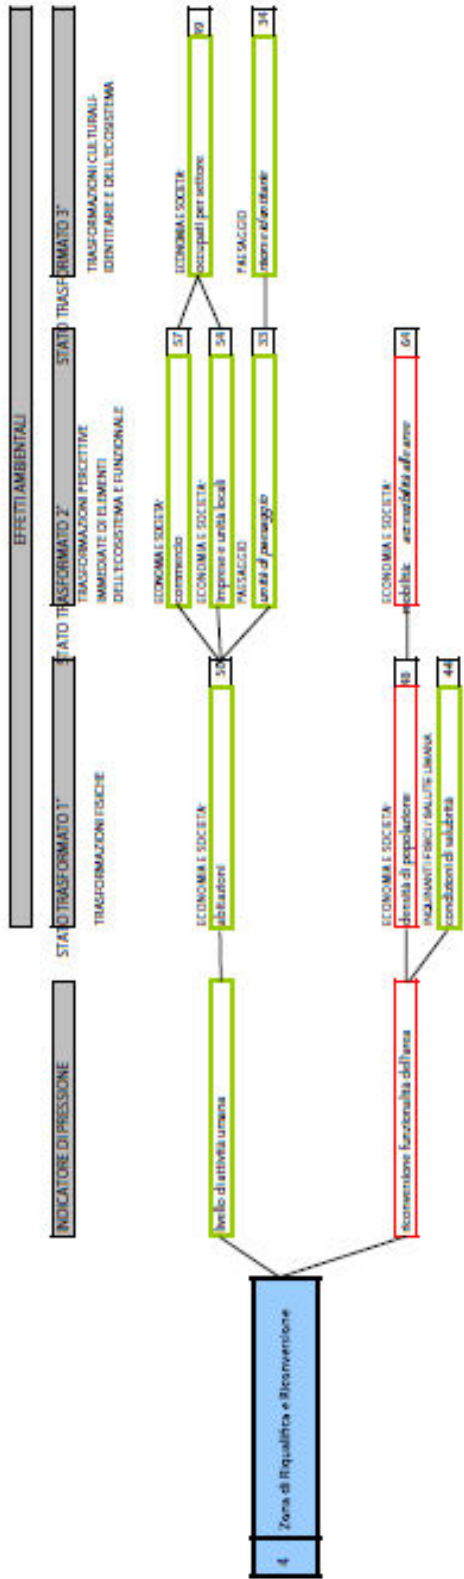 EFFETTI AMBIENTALI
INDICATORE DI PRESSIONE
STATO TRASFORMATO 1°
STATO TRASFORMATO 2°
STATO TRASFORMATO 3°
TRASFORMAZIONI FISICHE
TRASFORMAZIONI PERCETTIVE
IMMEDIATE DI ELEMENTI
DELL'ECOSISTEMA E FUNZIONALE
TRASFORMAZIONI CULTURALI-
IDENTITARIE E DELL'ECOSISTEMA
ECONOMIA E SOCIETA'
commercio
57
ECONOMIA E SOCIETA'
occupati per settore
livello di attività umana
ECONOMIA E SOCIETA'
abitazioni
50
ECONOMIA E SOCIETA'
imprese e unità locali
54
PAESAGGIO
unità di paesaggio
33
PAESAGGIO
34
4
Zona di Riqualifica e Riconversione
riconversione funzionalità dell'area
ECONOMIA E SOCIETA'
densità di popolazione
48
ECONOMIA E SOCIETA'
mobilità: accessibilità alle aree
64
INQUINANTI FISICI / SALUTE UMANA
condizioni di salubrità
44